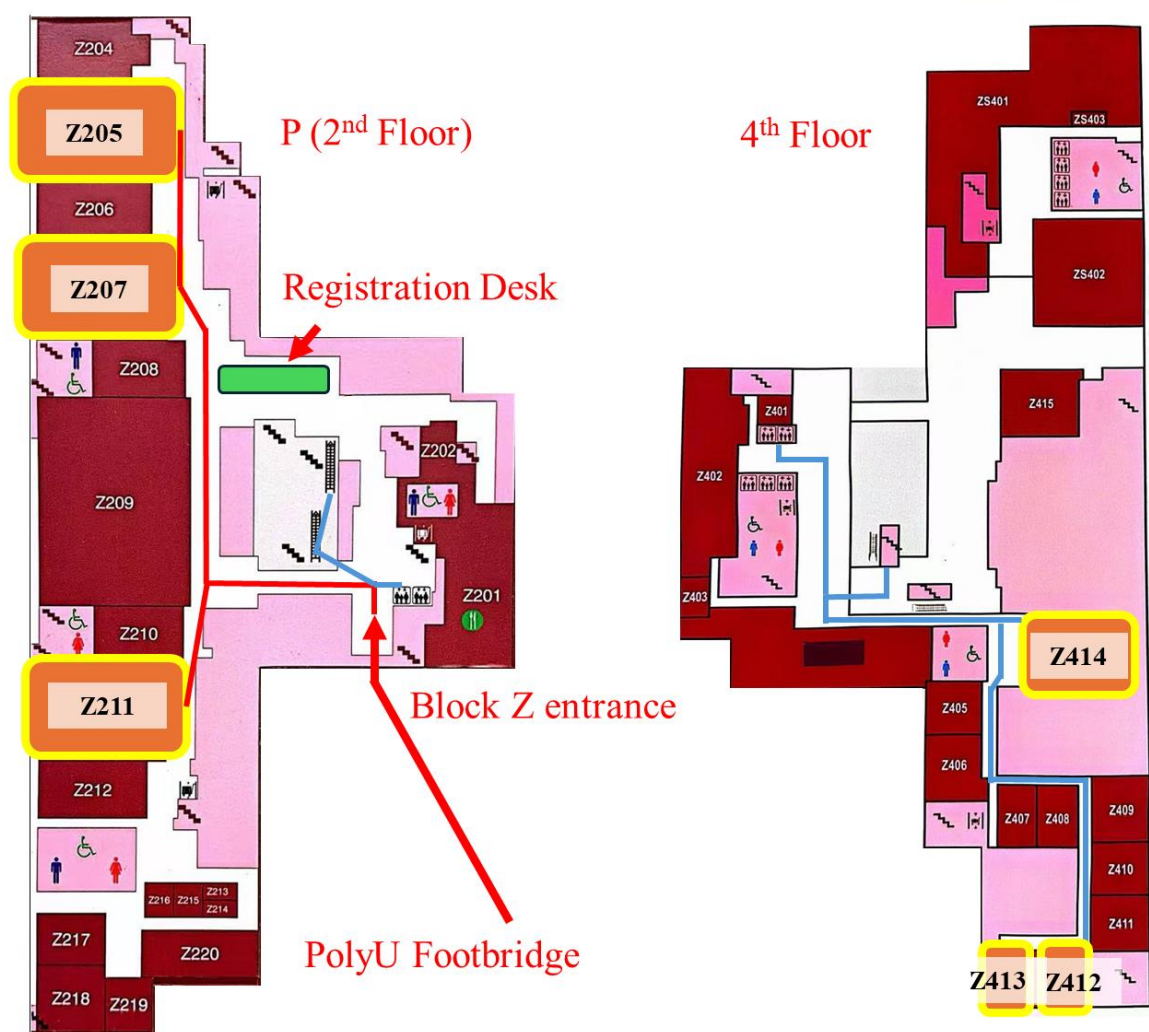 Z204
Z205
P (2nd Floor)
Z206
Z207
Registration Desk
Z208
Z202
Z209
Z201
Z210
Z211
Block Z entrance
Z212
Z213
Z216
Z215
Z214
Z217
Z220
PolyU Footbridge
Z218
Z219
4th Floor
ZS401
ZS403
ZS402
Z401
Z415
Z402
Z403
Z414
Z405
Z406
Z407
Z408
Z409
Z410
Z411
Z413
Z412